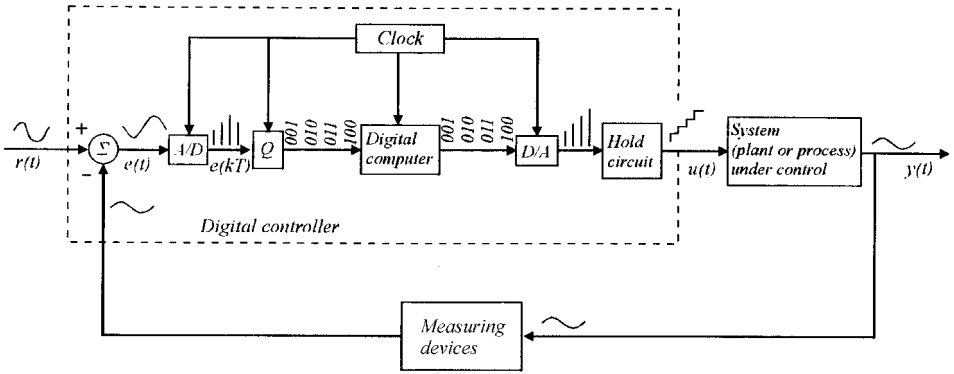 Clock
+
r(t)
Σ
−
e(t)
A/D
e(kT)
Q
001
010
011
100
Digital
computer
001
010
011
100
D/A
Hold
circuit
u(t)
System
(plant or process)
under control
y(t)
Digital controller
Measuring
devices